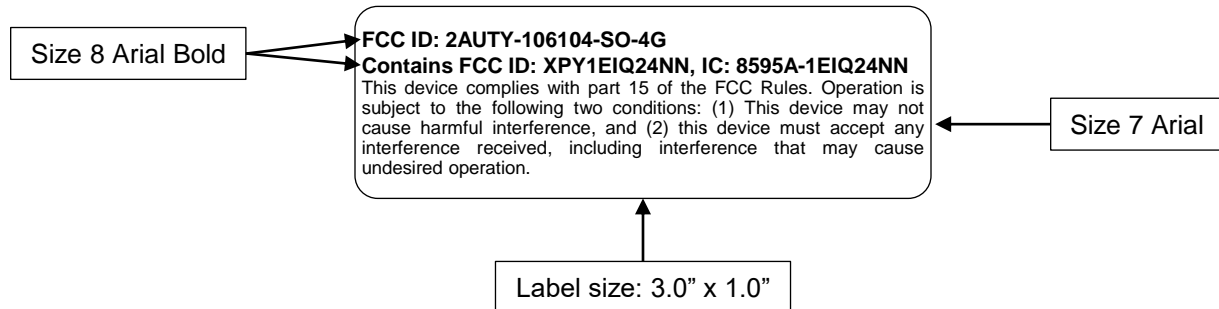 Size 8 Arial Bold
FCC ID: 2AUTY-106104-SO-4G
Contains FCC ID: XPY1EIQ24NN, IC: 8595A-1EIQ24NN
This device complies with part 15 of the FCC Rules. Operation is
subject to the following two conditions: (1) This device may not
cause harmful interference, and (2) this device must accept any
interference received, including interference that may cause
undesired operation.
Size 7 Arial
Label size: 3.0” x 1.0”